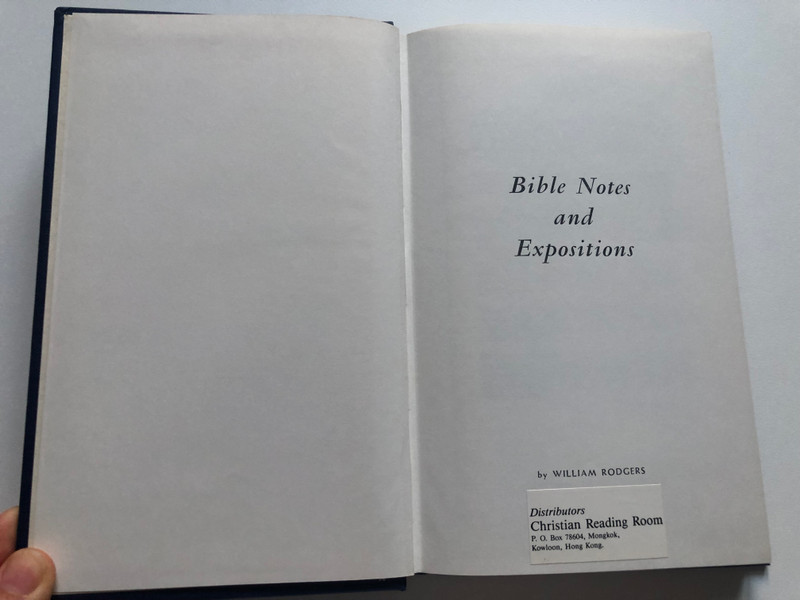 Bible Notes
and
Expositions
by WILLIAM RODGERS
Distributors
Christian Reading Room
P. O. Box 78604, Mongkok,
Kowloon, Hong Kong.